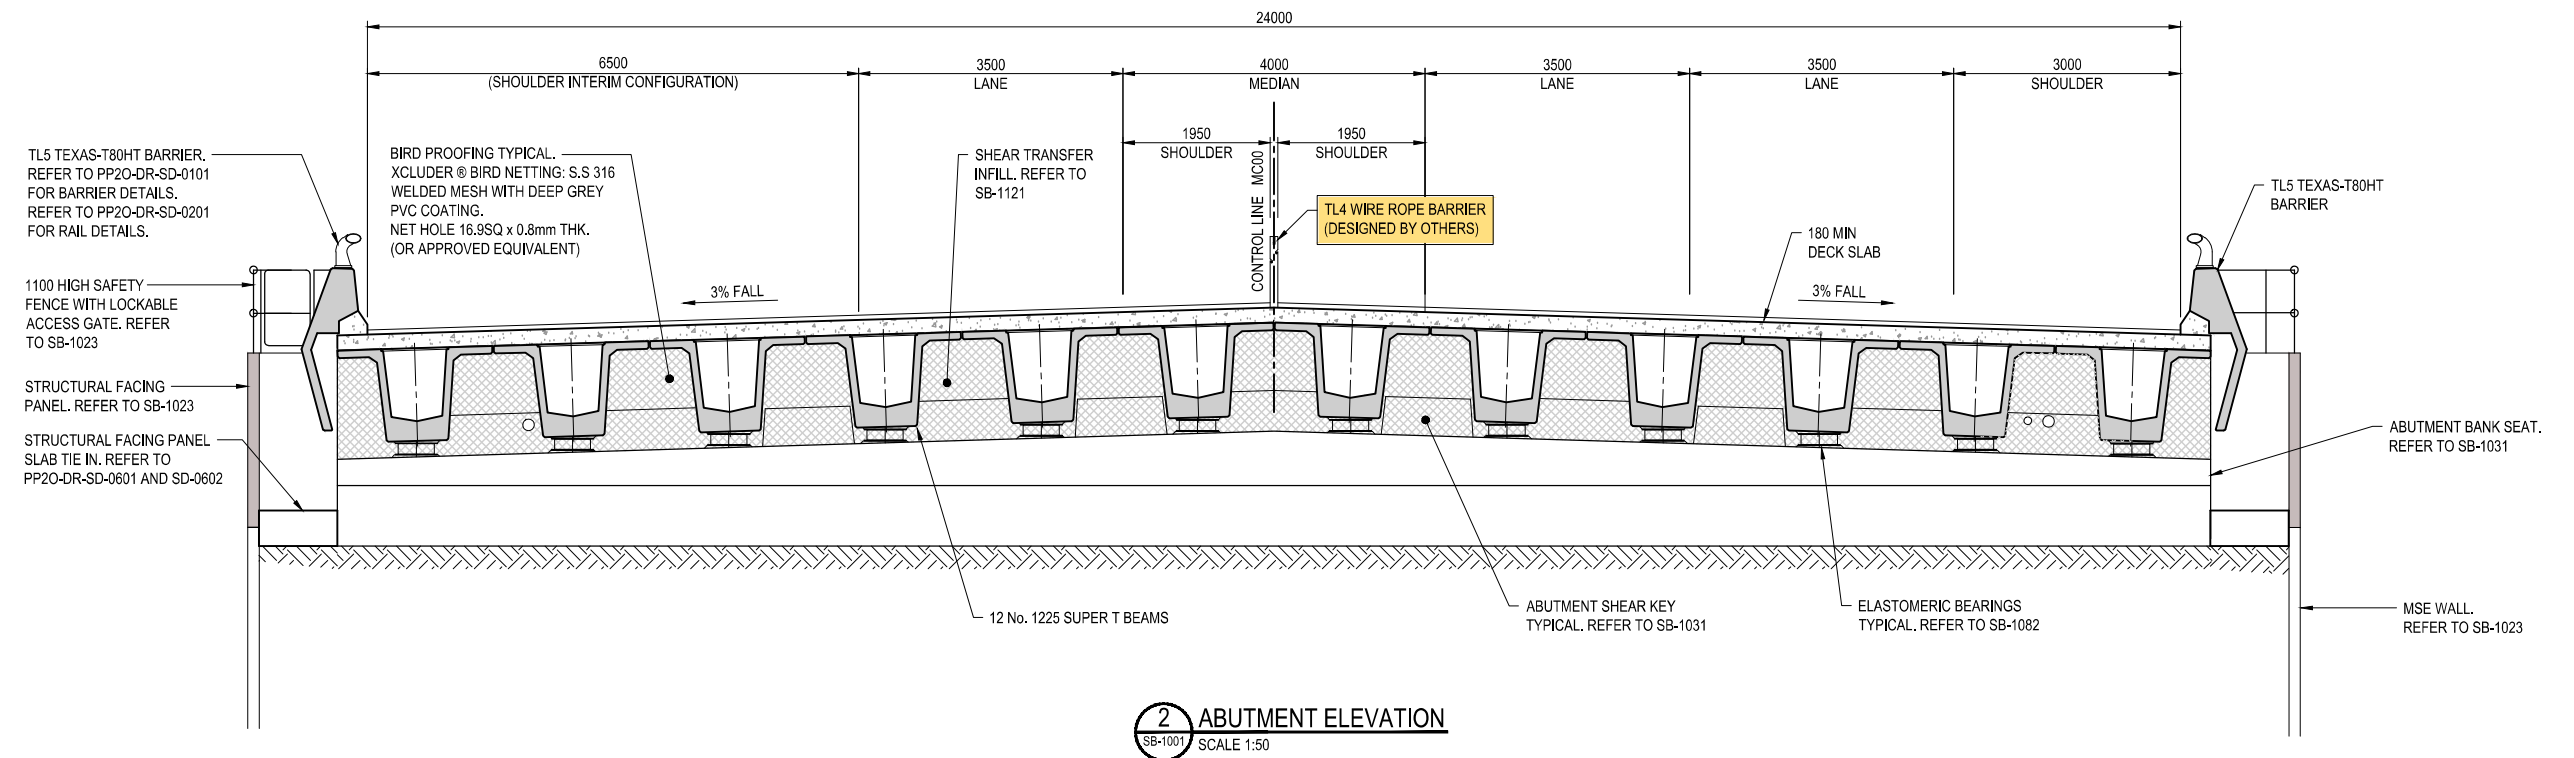 24000
6500
(SHOULDER INTERIM CONFIGURATION)
3500
LANE
4000
MEDIAN
3500
LANE
3500
LANE
3000
SHOULDER
1950
SHOULDER
1950
SHOULDER
TL5 TEXAS-T80HT BARRIER.
REFER TO PP2O-DR-SD-0101
FOR BARRIER DETAILS.
REFER TO PP2O-DR-SD-0201
FOR RAIL DETAILS.
BIRD PROOFING TYPICAL.
XCLUDER ® BIRD NETTING: S.S 316
WELDED MESH WITH DEEP GREY
PVC COATING.
NET HOLE 16.9SQ x 0.8mm THK.
(OR APPROVED EQUIVALENT)
SHEAR TRANSFER
INFILL. REFER TO
SB-1121
CONTROL LINE MC00
TL4 WIRE ROPE BARRIER
(DESIGNED BY OTHERS)
180 MIN
DECK SLAB
TL5 TEXAS-T80HT
BARRIER
1100 HIGH SAFETY
FENCE WITH LOCKABLE
ACCESS GATE. REFER
TO SB-1023
3% FALL
3% FALL
STRUCTURAL FACING
PANEL. REFER TO SB-1023
STRUCTURAL FACING PANEL
SLAB TIE IN. REFER TO
PP2O-DR-SD-0601 AND SD-0602
ABUTMENT BANK SEAT.
REFER TO SB-1031
12 No. 1225 SUPER T BEAMS
ABUTMENT SHEAR KEY
TYPICAL. REFER TO SB-1031
ELASTOMERIC BEARINGS
TYPICAL. REFER TO SB-1082
MSE WALL.
REFER TO SB-1023
2
SB-1001
ABUTMENT ELEVATION
SCALE 1:50